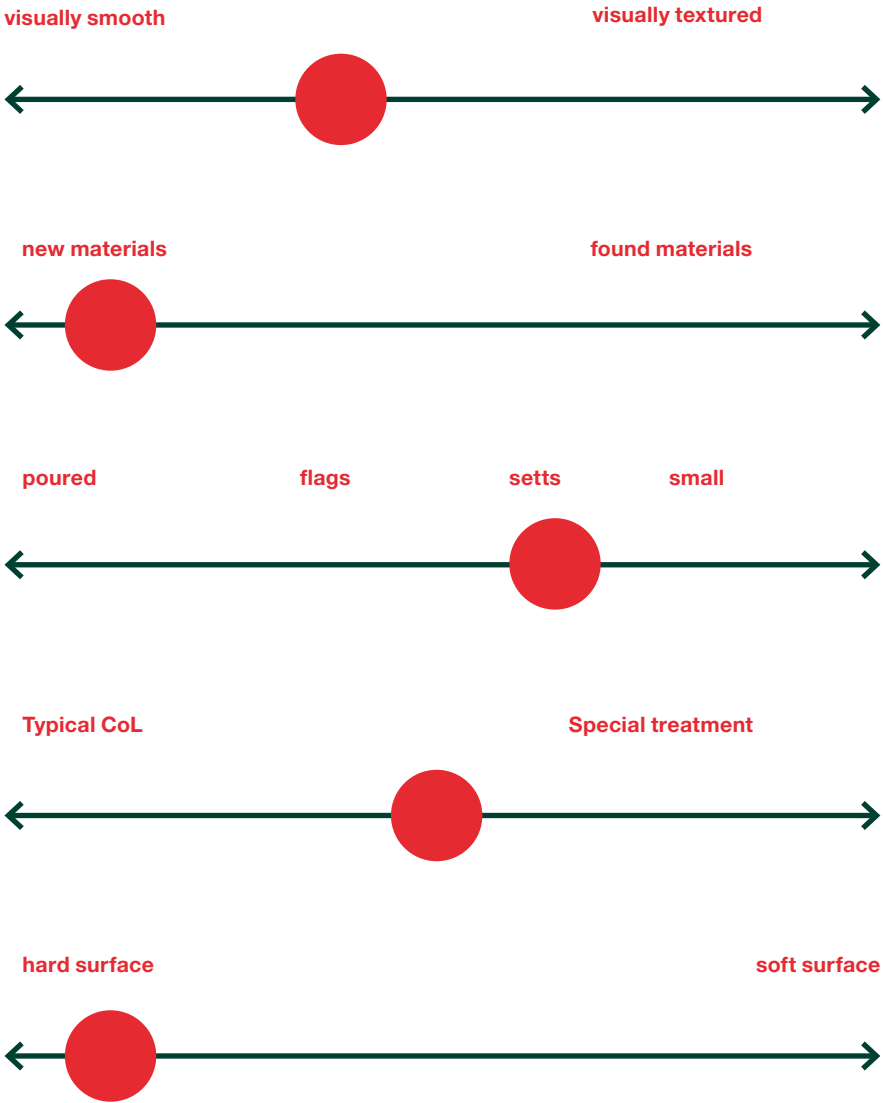 visually smooth visually textured
new materials found materials
poured flags setts small
Typical CoL Special treatment
hard surface soft surface